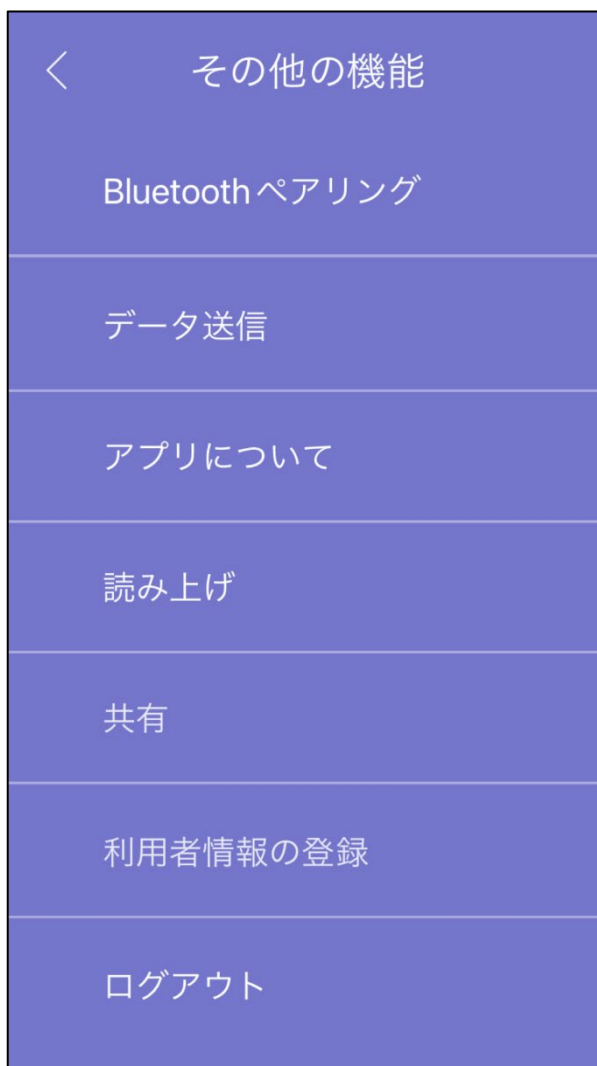 その他の機能
Bluetoothペアリング
データ送信
アプリについて
読み上げ
共有
利用者情報の登録
ログアウト